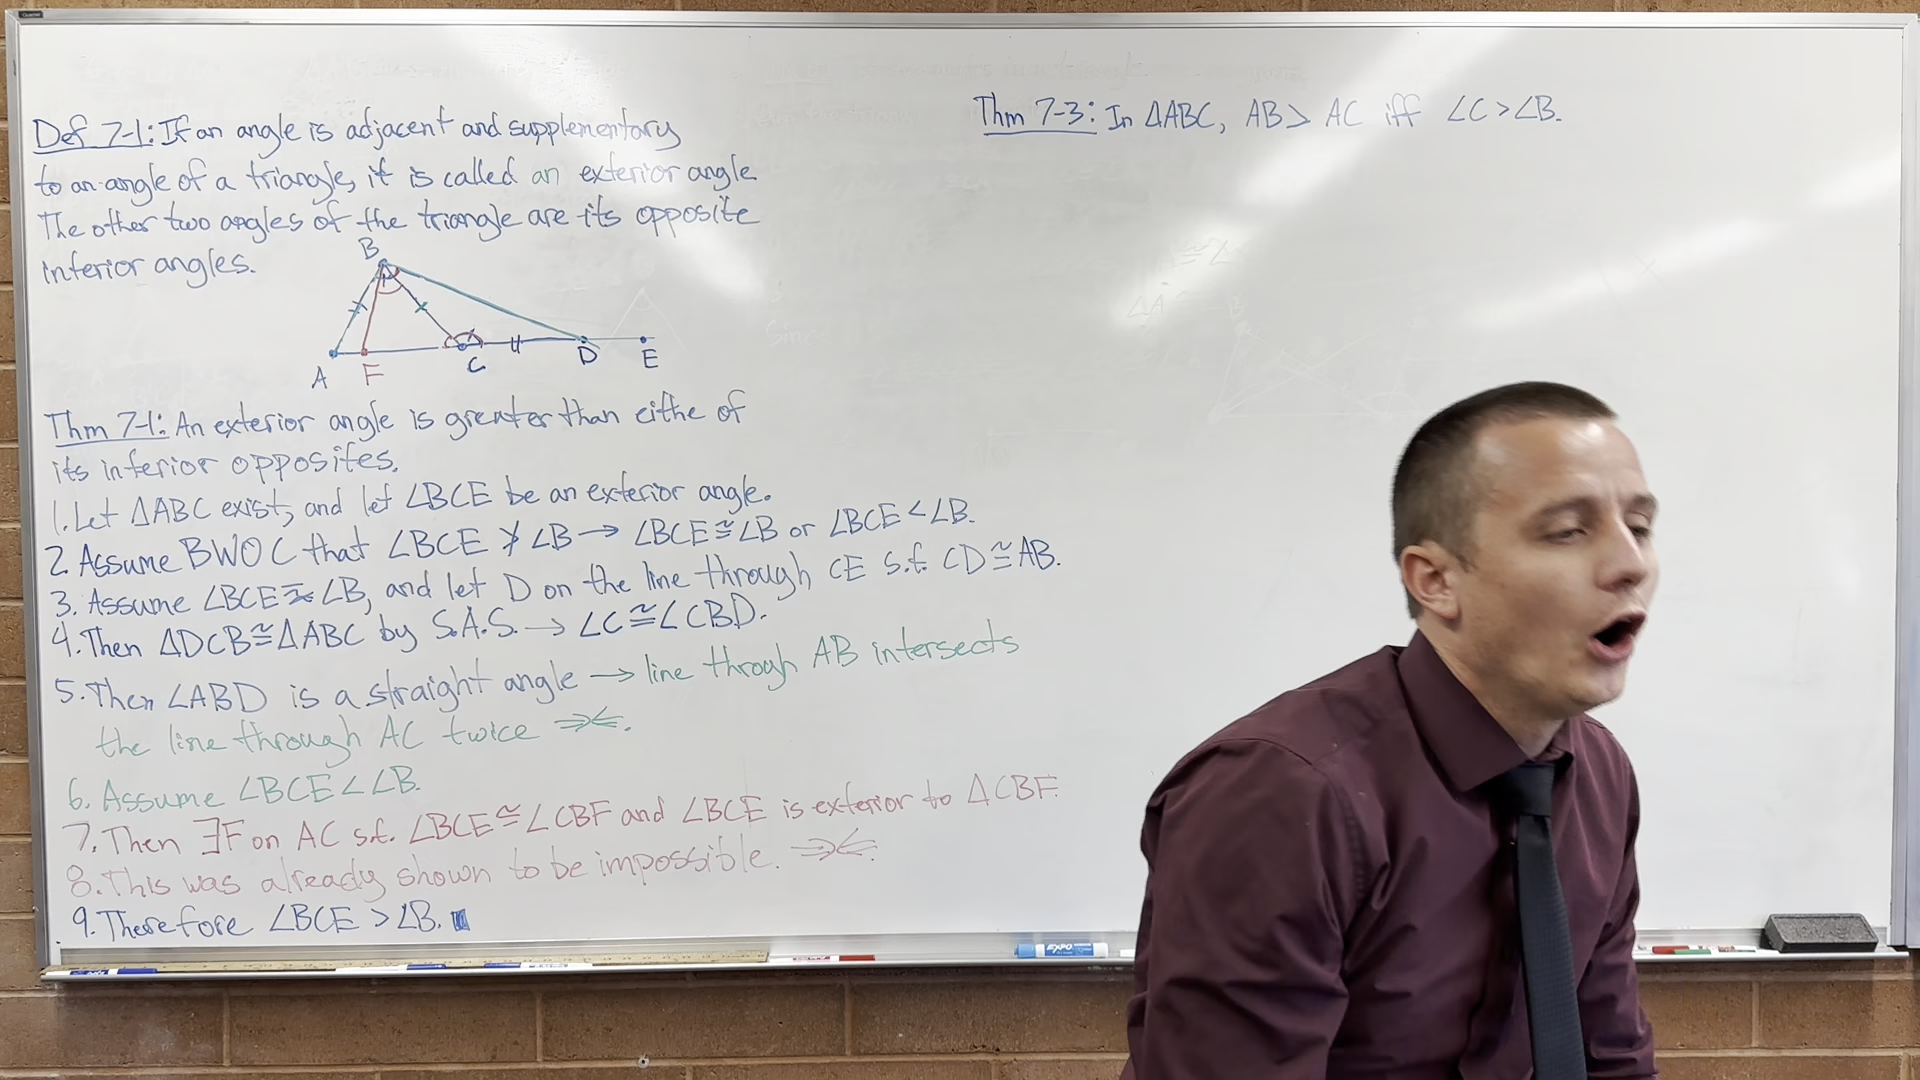 Def 7-1: If an angle is adjacent and supplementary
to an angle of a triangle, it is called an exterior angle.
The other two angles of the triangle are its opposite
interior angles.
B
A F C D E
Thm 7-1: An exterior angle is greater than eithe of
its interior opposites.
1. Let ΔABC exist, and let ∠BCE be an exterior angle.
2. Assume BWOC that ∠BCE ≯ ∠B → ∠BCE ≅ ∠B or ∠BCE < ∠B.
3. Assume ∠BCE ≅ ∠B, and let D on the line through CE s.t. CD ≅ AB.
4. Then ΔDCB ≅ ΔABC by S.A.S. → ∠C ≅ ∠CBD.
5. Then ∠ABD is a straight angle → line through AB intersects
the line through AC twice ⇒⇐.
6. Assume ∠BCE < ∠B.
7. Then ∃F on AC s.t. ∠BCE ≅ ∠CBF and ∠BCE is exterior to ΔCBF.
8. This was already shown to be impossible. ⇒⇐.
9. Therefore ∠BCE > ∠B. ■
Thm 7-3: In ΔABC, AB > AC iff ∠C > ∠B.
EXPO